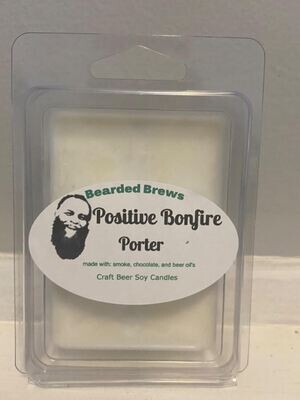 Bearded Brews
Positive Bonfire
Porter
made with: smoke, chocolate, and beer oil's
Craft Beer Soy Candles